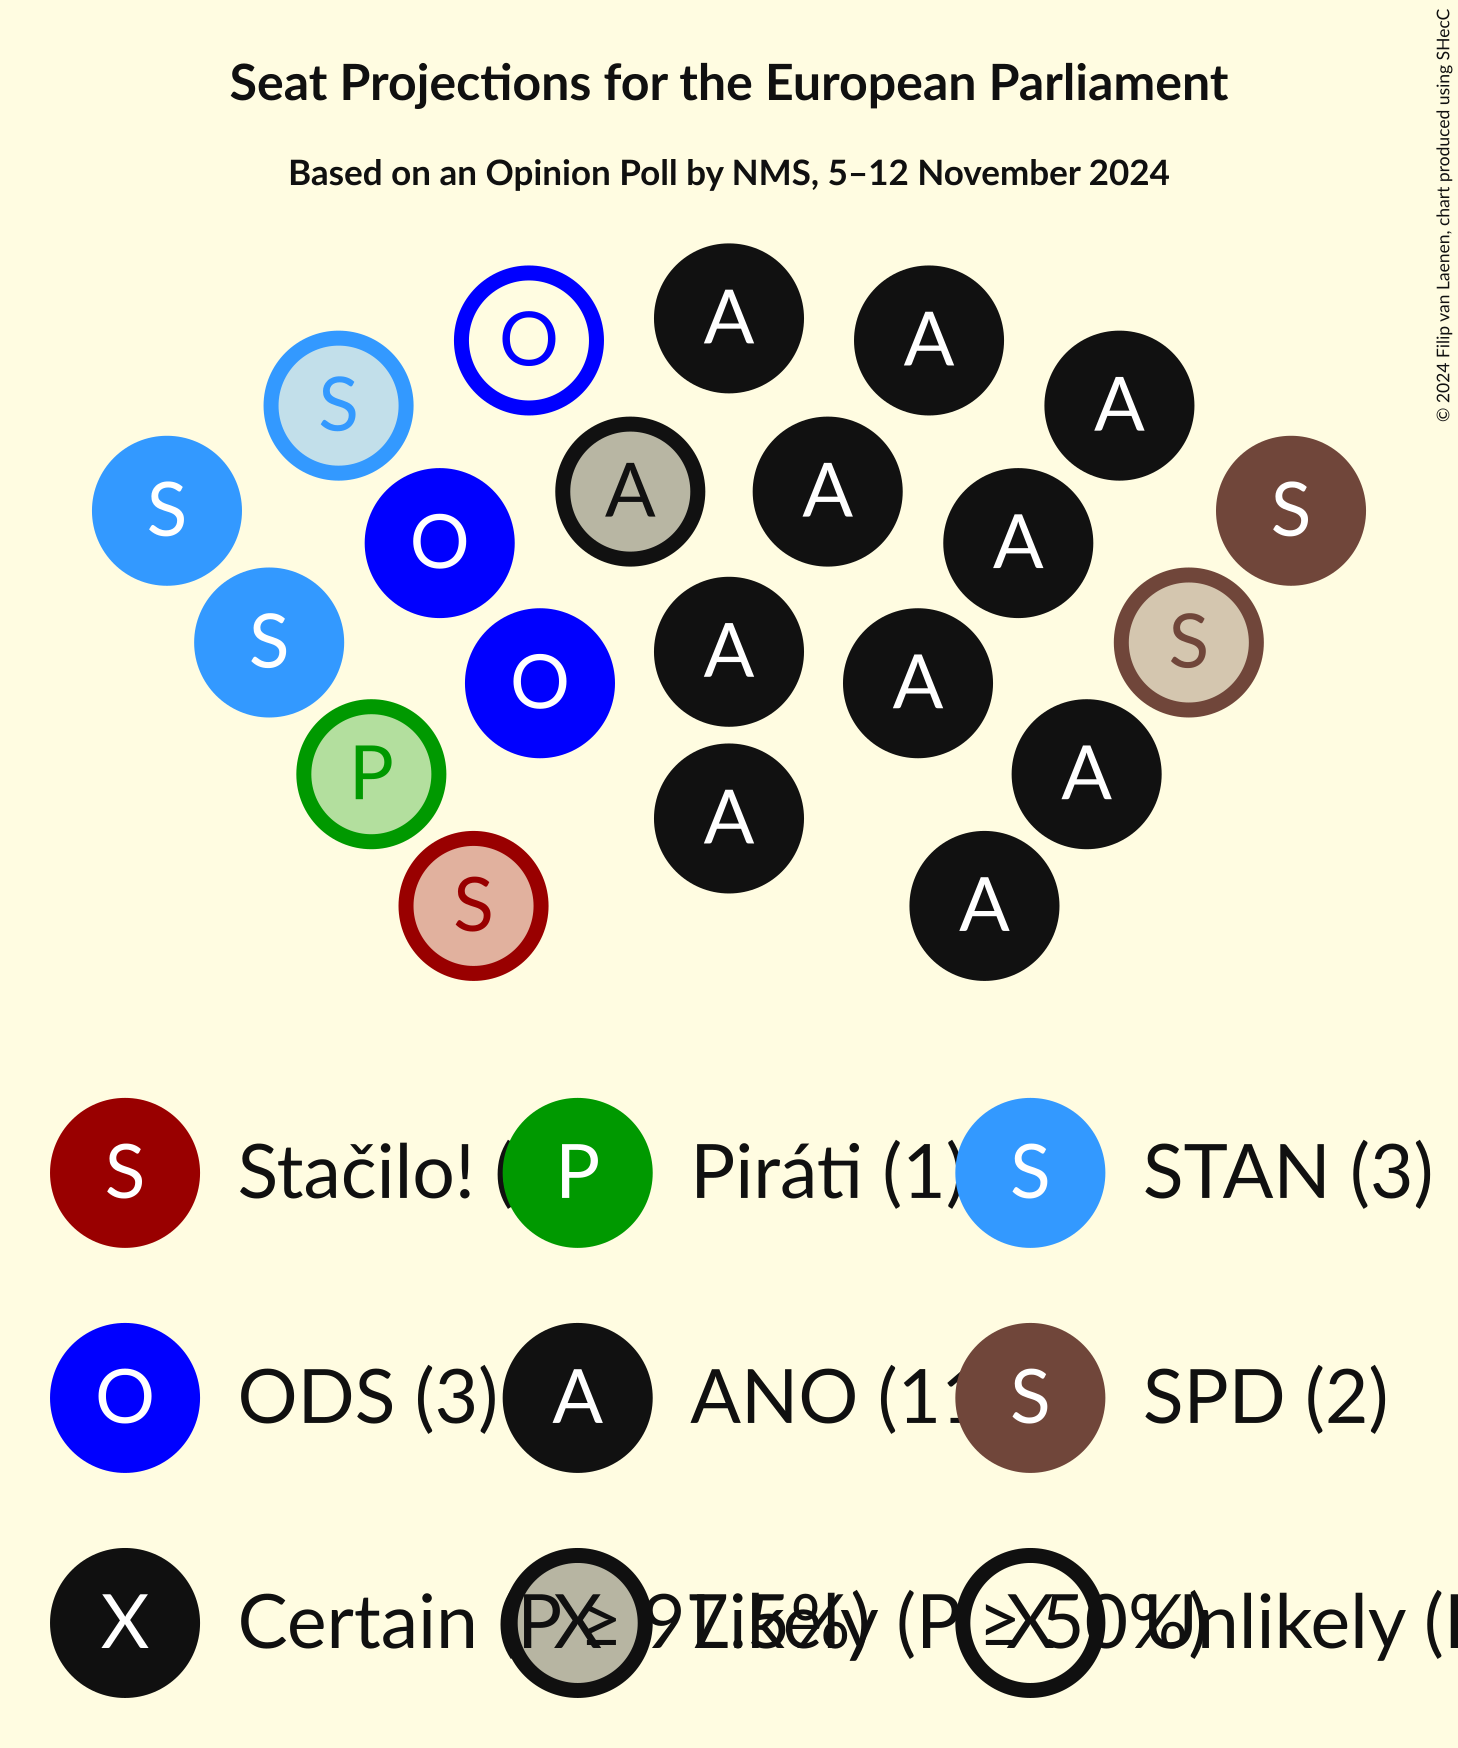 Seat Projections for the European Parliament
Based on an Opinion Poll by NMS, 5–12 November 2024
© 2024 Filip van Laenen, chart produced using SHecC
A
O A
S A
S A A S
O A
S A S
O A
P A
A
S A
S Stačilo! ( P Piráti (1) S STAN (3)
O ODS (3) A ANO (11 S SPD (2)
X Certain (P ≥ 97.5%) X Likely (P ≥ 50%) X Unlikely (